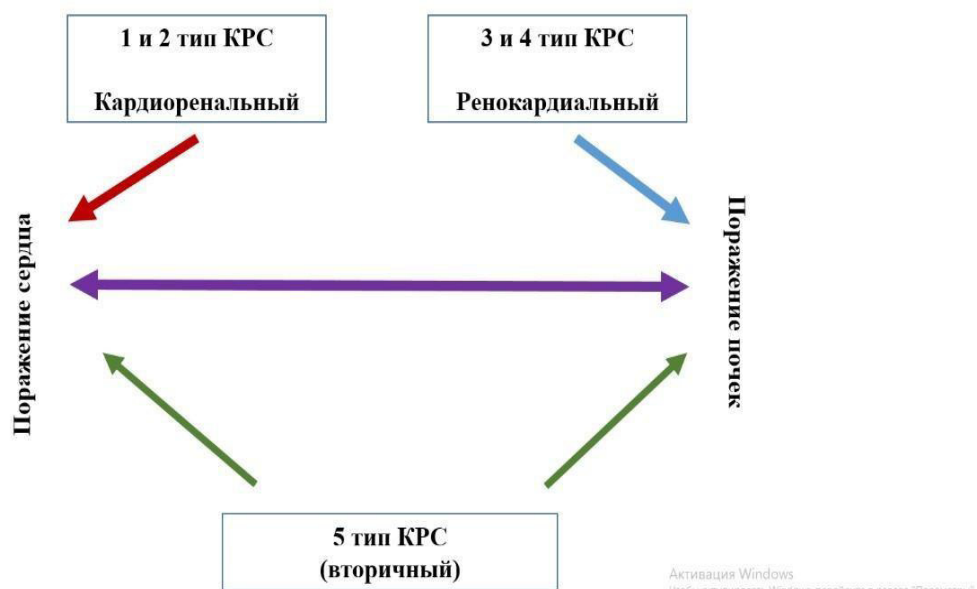 1 и 2 тип КРС
Кардиоренальный
3 и 4 тип КРС
Ренокардиальный
Поражение сердца
Поражение почек
5 тип КРС
(вторичный)
Активация Windows